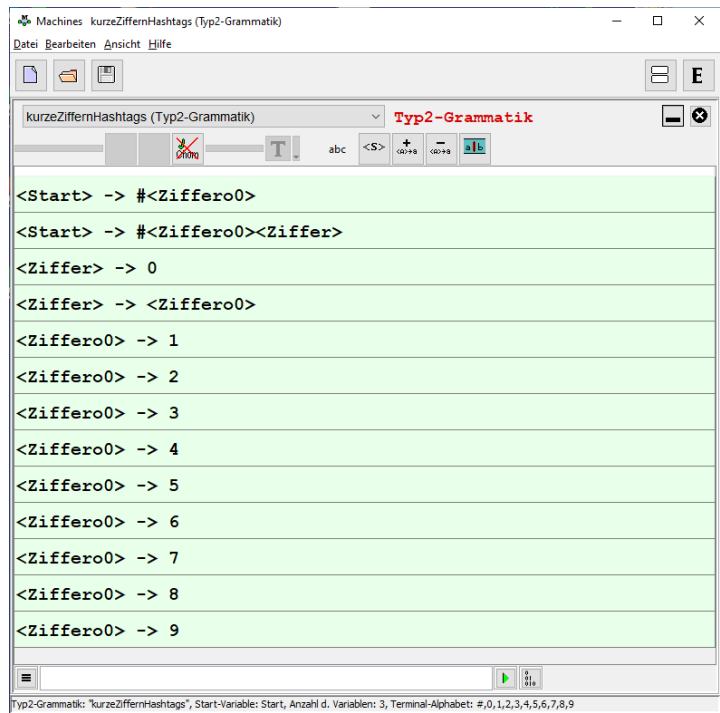 Machines kurzeZiffernHashtags (Typ2-Grammatik)
Datei Bearbeiten Ansicht Hilfe
E
kurzeZiffernHashtags (Typ2-Grammatik) Typ2-Grammatik
T abc <S> + <A>→a − <A>→a a|b
<Start> -> #<Ziffero0>
<Start> -> #<Ziffero0><Ziffer>
<Ziffer> -> 0
<Ziffer> -> <Ziffero0>
<Ziffero0> -> 1
<Ziffero0> -> 2
<Ziffero0> -> 3
<Ziffero0> -> 4
<Ziffero0> -> 5
<Ziffero0> -> 6
<Ziffero0> -> 7
<Ziffero0> -> 8
<Ziffero0> -> 9
Typ2-Grammatik: "kurzeZiffernHashtags", Start-Variable: Start, Anzahl d. Variablen: 3, Terminal-Alphabet: #,0,1,2,3,4,5,6,7,8,9